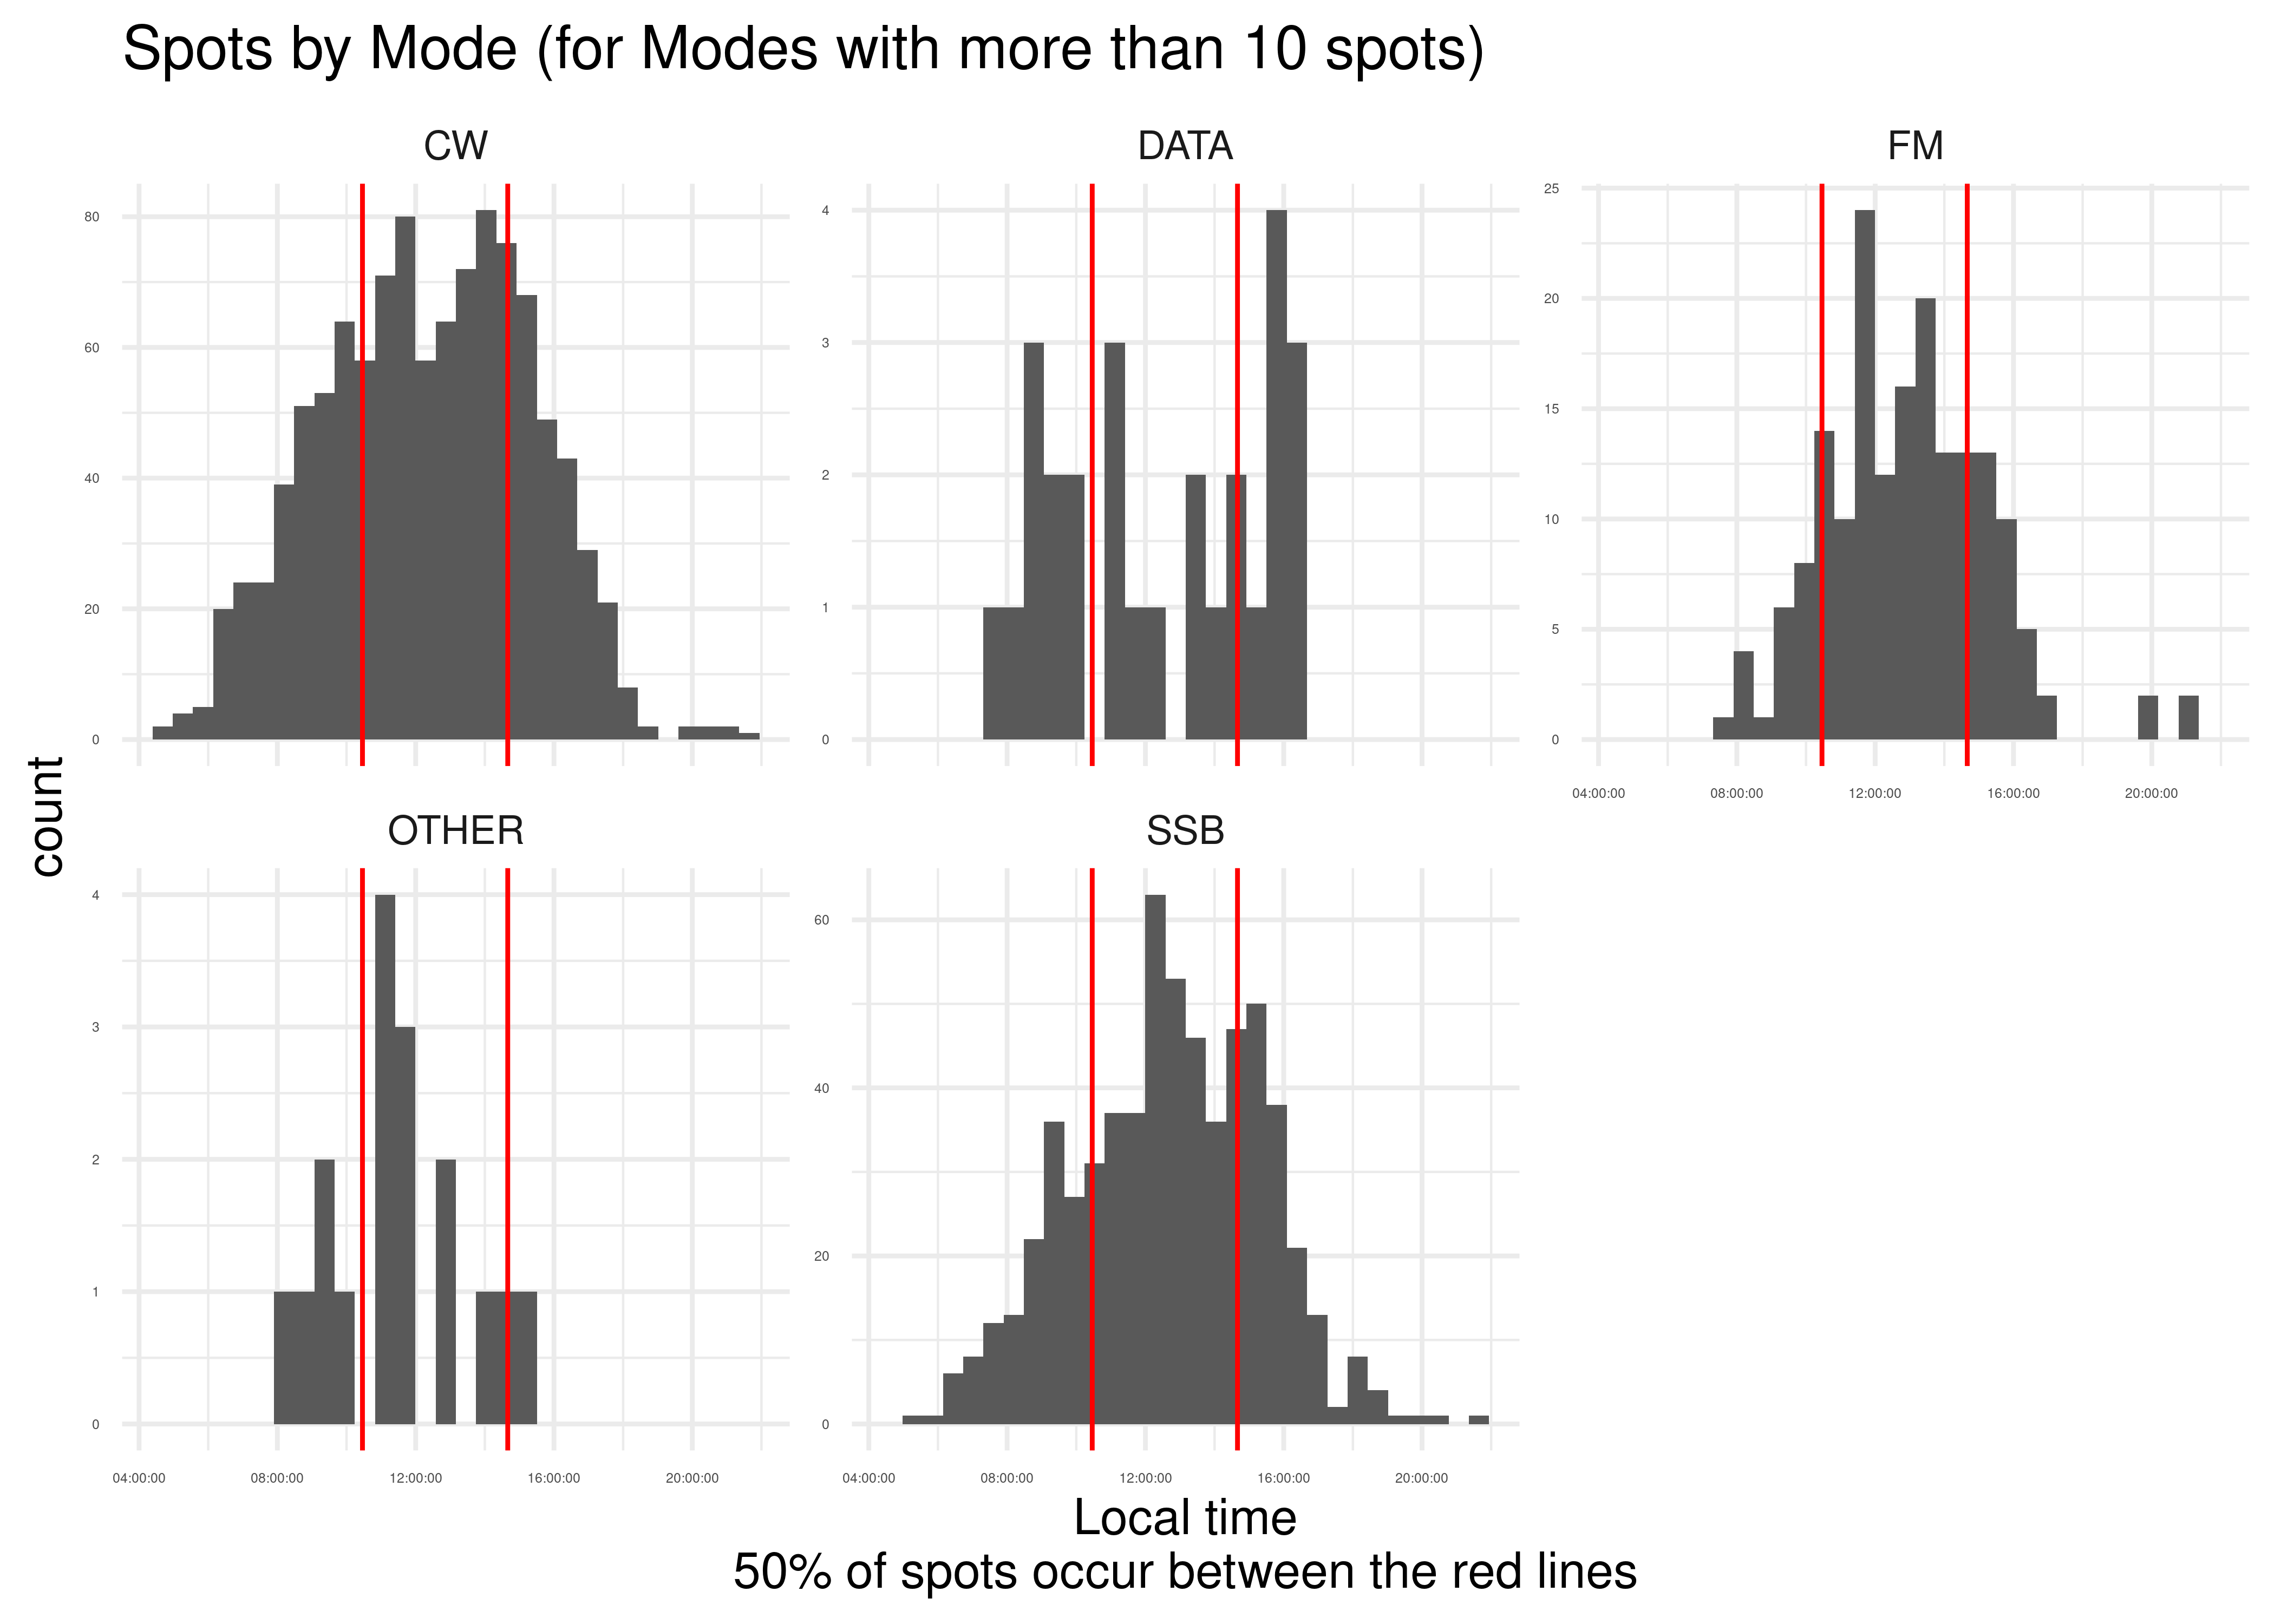 Spots by Mode (for Modes with more than 10 spots)
CW
DATA
FM
80
60
40
20
0
4
3
2
1
0
25
20
15
10
5
0
04:00:00 08:00:00 12:00:00 16:00:00 20:00:00
count
OTHER
SSB
4
3
2
1
0
60
40
20
0
04:00:00 08:00:00 12:00:00 16:00:00 20:00:00
04:00:00 08:00:00 12:00:00 16:00:00 20:00:00
Local time
50% of spots occur between the red lines